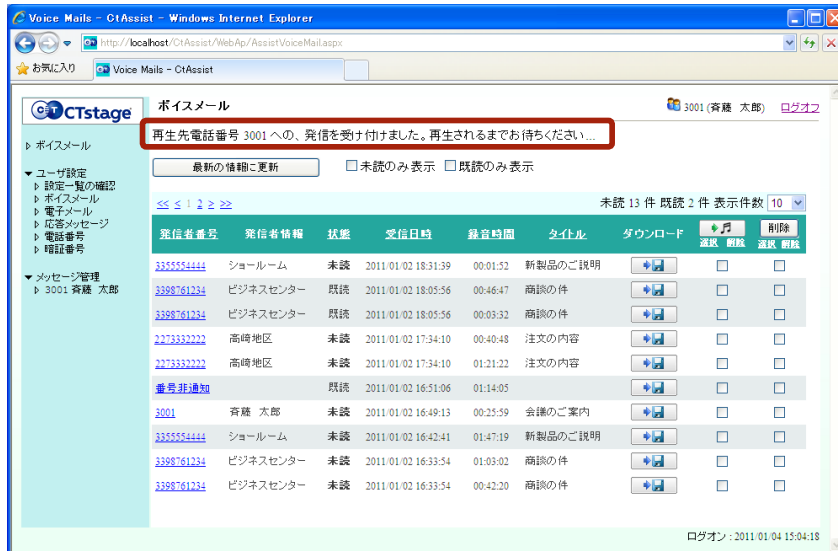 Voice Mails - CtAssist - Windows Internet Explorer
http://localhost/CtAssist/WebAp/AssistVoiceMail.aspx
お気に入り Voice Mails - CtAssist
CTstage
ボイスメール
3001 (斉藤 太郎) ログオフ
再生先電話番号 3001 への、発信を受け付けました。再生されるまでお待ちください...
▷ ボイスメール
▼ ユーザ設定
▷ 設定一覧の確認
▷ ボイスメール
▷ 電子メール
▷ 応答メッセージ
▷ 電話番号
▷ 暗証番号
▼ メッセージ管理
▷ 3001 斉藤 太郎
最新の情報に更新 未読のみ表示 既読のみ表示
<< < 1 2 > >> 未読 13 件 既読 2 件 表示件数 10
発信者番号 発信者情報 状態 受信日時 録音時間 タイトル ダウンロード 選択 解除 削除 選択 解除
3355554444 ショールーム 未読 2011/01/02 18:31:39 00:01:52 新製品のご説明
3398761234 ビジネスセンター 既読 2011/01/02 18:05:56 00:46:47 商談の件
3398761234 ビジネスセンター 既読 2011/01/02 18:05:56 00:03:32 商談の件
2273332222 高崎地区 未読 2011/01/02 17:34:10 00:40:48 注文の内容
2273332222 高崎地区 未読 2011/01/02 17:34:10 01:21:22 注文の内容
番号非通知 既読 2011/01/02 16:51:06 01:14:05
3001 斉藤 太郎 未読 2011/01/02 16:49:13 00:25:59 会議のご案内
3355554444 ショールーム 未読 2011/01/02 16:42:41 01:47:19 新製品のご説明
3398761234 ビジネスセンター 未読 2011/01/02 16:33:54 01:03:02 商談の件
3398761234 ビジネスセンター 未読 2011/01/02 16:33:54 00:42:20 商談の件
ログオン : 2011/01/04 15:04:18